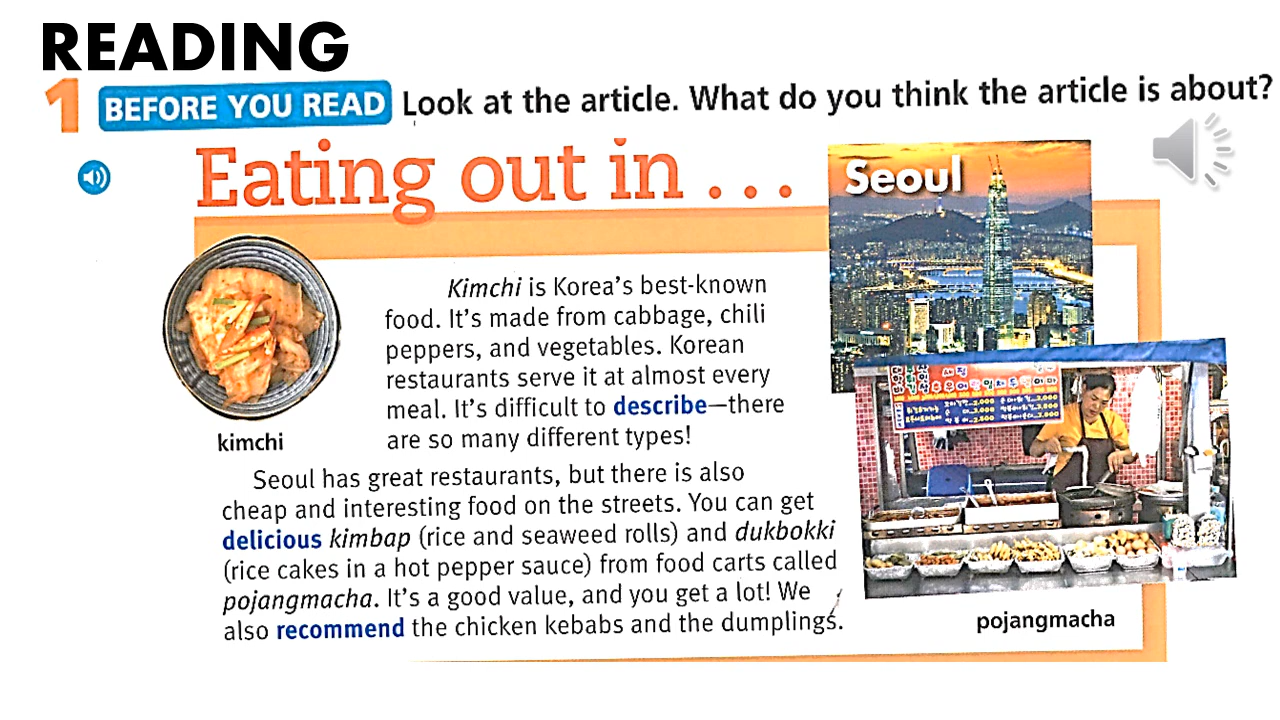 READING
1 BEFORE YOU READ Look at the article. What do you think the article is about?
Eating out in . . .
Seoul
Kimchi is Korea's best-known
food. It's made from cabbage, chili
peppers, and vegetables. Korean
restaurants serve it at almost every
meal. It's difficult to describe—there
are so many different types!
kimchi
Seoul has great restaurants, but there is also
cheap and interesting food on the streets. You can get
delicious kimbap (rice and seaweed rolls) and dukbokki
(rice cakes in a hot pepper sauce) from food carts called
pojangmacha. It's a good value, and you get a lot! We
also recommend the chicken kebabs and the dumplings.
pojangmacha